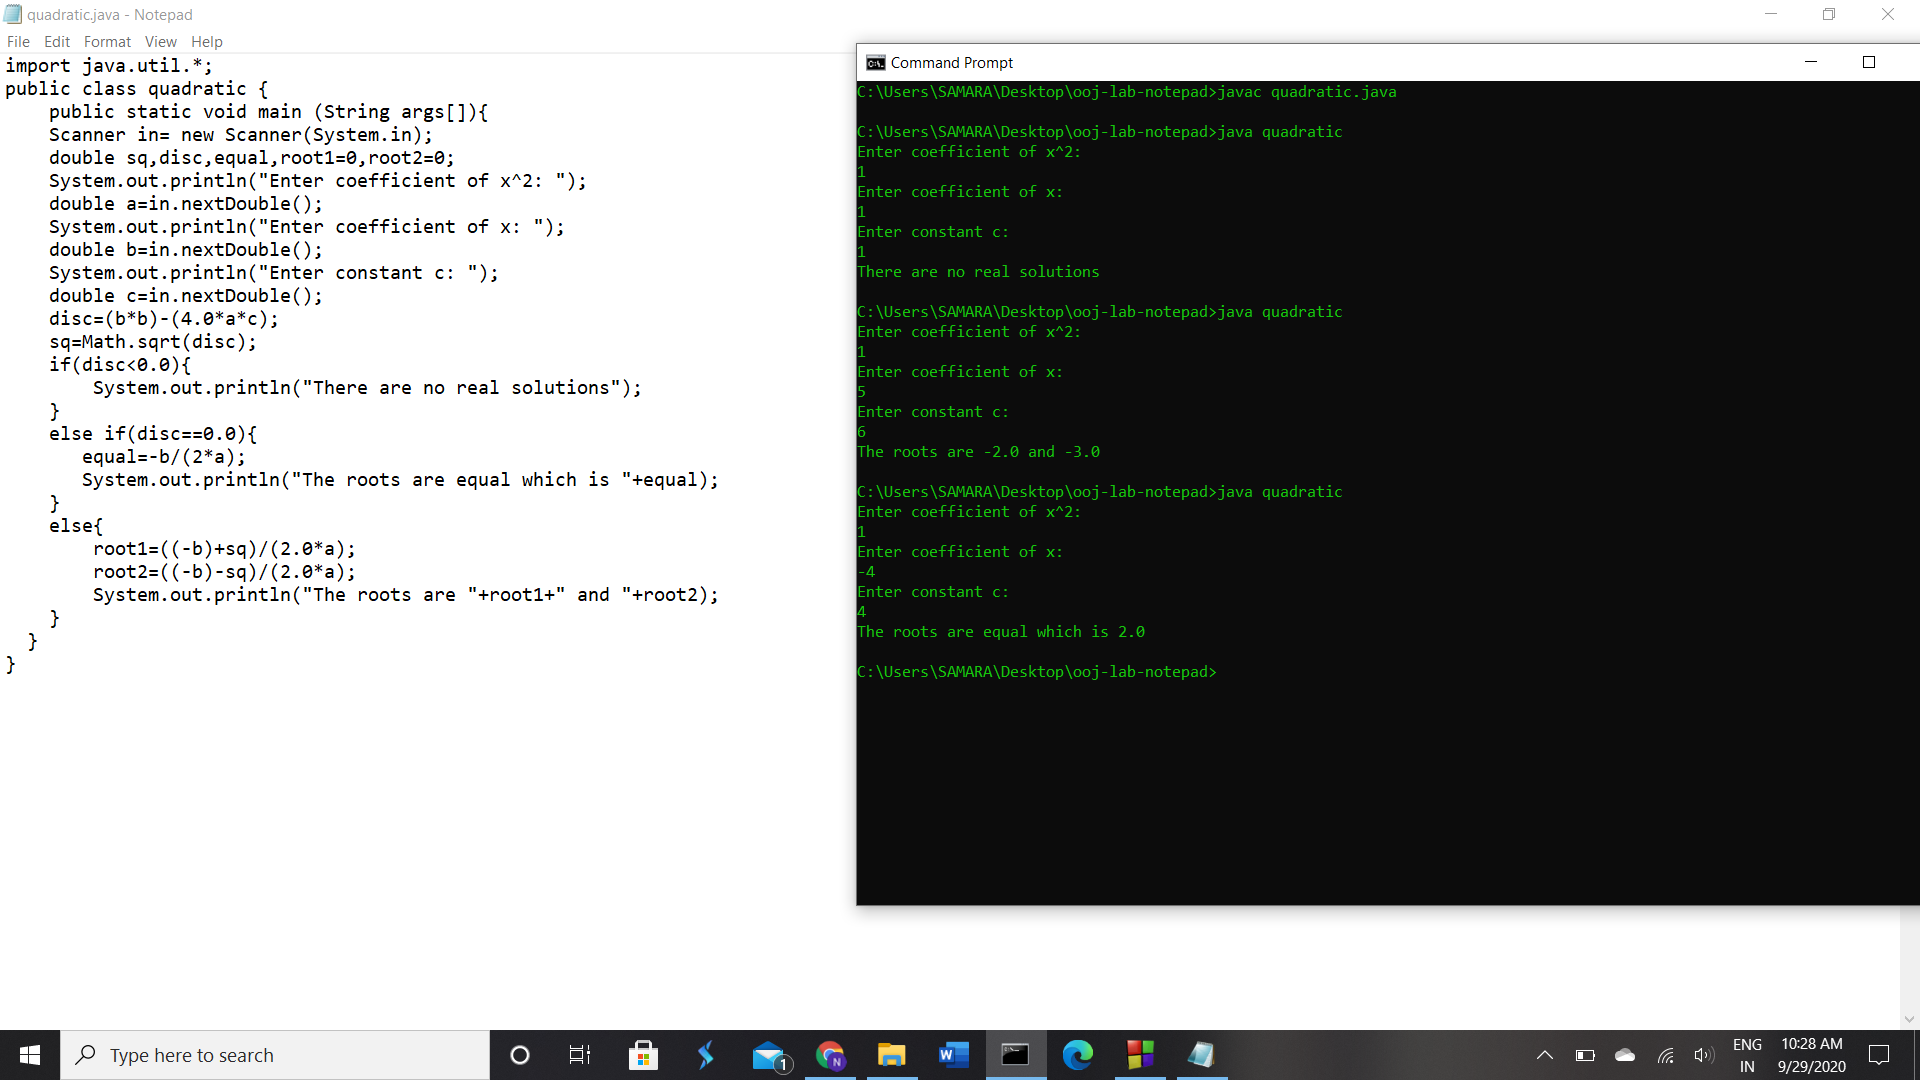 quadratic.java - Notepad
File Edit Format View Help
import java.util.*;
public class quadratic {
    public static void main (String args[]){
    Scanner in= new Scanner(System.in);
    double sq,disc,equal,root1=0,root2=0;
    System.out.println("Enter coefficient of x^2: ");
    double a=in.nextDouble();
    System.out.println("Enter coefficient of x: ");
    double b=in.nextDouble();
    System.out.println("Enter constant c: ");
    double c=in.nextDouble();
    disc=(b*b)-(4.0*a*c);
    sq=Math.sqrt(disc);
    if(disc<0.0){
        System.out.println("There are no real solutions");
    }
    else if(disc==0.0){
       equal=-b/(2*a);
       System.out.println("The roots are equal which is "+equal);
    }
    else{
        root1=((-b)+sq)/(2.0*a);
        root2=((-b)-sq)/(2.0*a);
        System.out.println("The roots are "+root1+" and "+root2);
    }
  }
}
Command Prompt
C:\Users\SAMARA\Desktop\ooj-lab-notepad>javac quadratic.java
C:\Users\SAMARA\Desktop\ooj-lab-notepad>java quadratic
Enter coefficient of x^2:
1
Enter coefficient of x:
1
Enter constant c:
1
There are no real solutions
C:\Users\SAMARA\Desktop\ooj-lab-notepad>java quadratic
Enter coefficient of x^2:
1
Enter coefficient of x:
5
Enter constant c:
6
The roots are -2.0 and -3.0
C:\Users\SAMARA\Desktop\ooj-lab-notepad>java quadratic
Enter coefficient of x^2:
1
Enter coefficient of x:
-4
Enter constant c:
4
The roots are equal which is 2.0
C:\Users\SAMARA\Desktop\ooj-lab-notepad>
Type here to search
1
N
W
ENG
IN
10:28 AM
9/29/2020